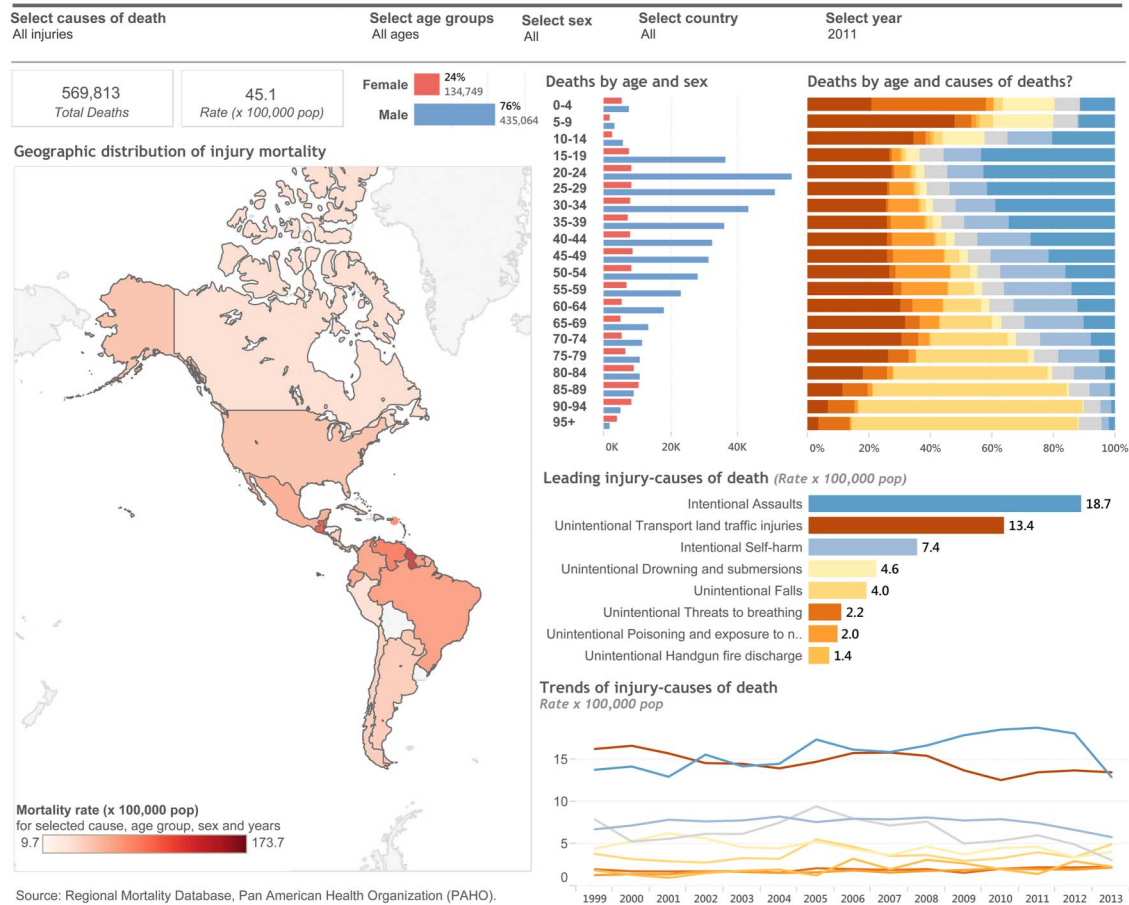 Select causes of death
All injuries
Select age groups
All ages
Select sex
All
Select country
All
Select year
2011
569,813
Total Deaths
45.1
Rate (x 100,000 pop)
Female
24%
134,749
Male
76%
435,064
Geographic distribution of injury mortality
Mortality rate (x 100,000 pop)
for selected cause, age group, sex and years
9.7
173.7
Deaths by age and sex
0-4
5-9
10-14
15-19
20-24
25-29
30-34
35-39
40-44
45-49
50-54
55-59
60-64
65-69
70-74
75-79
80-84
85-89
90-94
95+
0K 20K 40K
Deaths by age and causes of deaths?
0% 20% 40% 60% 80% 100%
Leading injury-causes of death (Rate x 100,000 pop)
Intentional Assaults 18.7
Unintentional Transport land traffic injuries 13.4
Intentional Self-harm 7.4
Unintentional Drowning and submersions 4.6
Unintentional Falls 4.0
Unintentional Threats to breathing 2.2
Unintentional Poisoning and exposure to n.. 2.0
Unintentional Handgun fire discharge 1.4
Trends of injury-causes of death
Rate x 100,000 pop
15
10
5
0
1999 2000 2001 2002 2003 2004 2005 2006 2007 2008 2009 2010 2011 2012 2013
Source: Regional Mortality Database, Pan American Health Organization (PAHO).